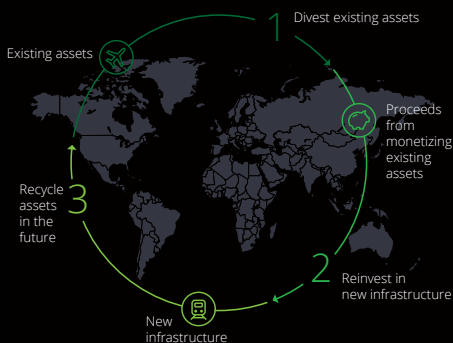 1
Divest existing assets
Existing assets
Proceeds
from
monetizing
existing
assets
2
Reinvest in
new infrastructure
New
infrastructure
3
Recycle
assets
in the
future